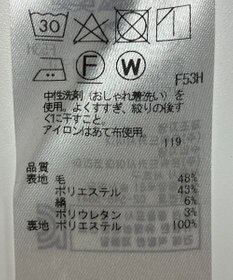 30
F W
F53H
中性洗剤(おしゃれ着洗い)を
使用。よくすすぎ、絞りの後す
ぐに干すこと。
アイロンはあて布使用。
119
品質
表地 毛 48%
ポリエステル 43%
絹 6%
ポリウレタン 3%
裏地 ポリエステル 100%